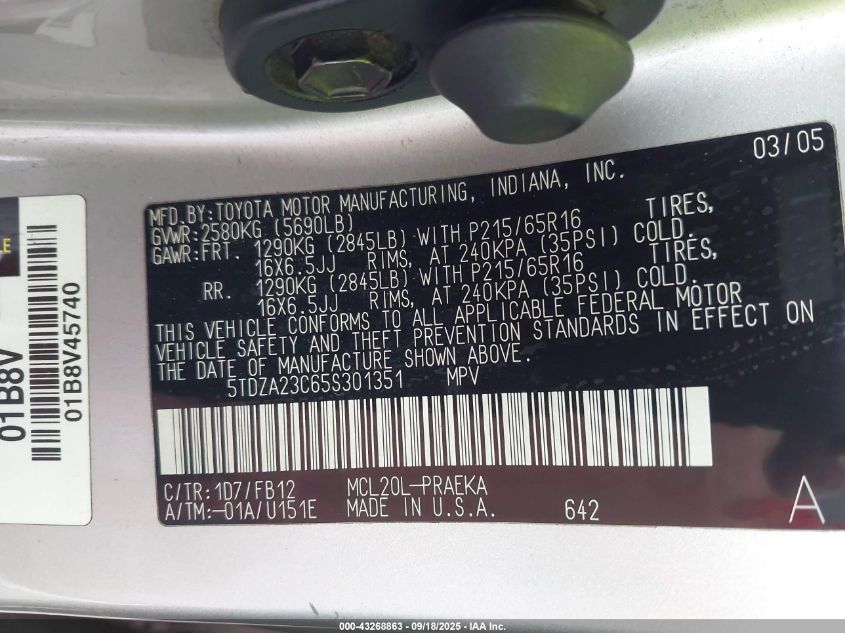 03/05
MFD.BY:TOYOTA MOTOR MANUFACTURING, INDIANA, INC.
GVWR:2580KG (5690LB)
GAWR:FRT. 1290KG (2845LB) WITH P215/65R16 TIRES,
16X6.5JJ RIMS, AT 240KPA (35PSI) COLD.
RR. 1290KG (2845LB) WITH P215/65R16 TIRES,
16X6.5JJ RIMS, AT 240KPA (35PSI) COLD.
THIS VEHICLE CONFORMS TO ALL APPLICABLE FEDERAL MOTOR
VEHICLE SAFETY AND THEFT PREVENTION STANDARDS IN EFFECT ON
THE DATE OF MANUFACTURE SHOWN ABOVE.
5TDZA23C65S301351 MPV
C/TR:1D7/FB12 MCL20L-PRAEKA
A/TM:-01A/U151E MADE IN U.S.A. 642 A
01B8V
01B8V45740
000-43268863 - 09/18/2025 - IAA Inc.